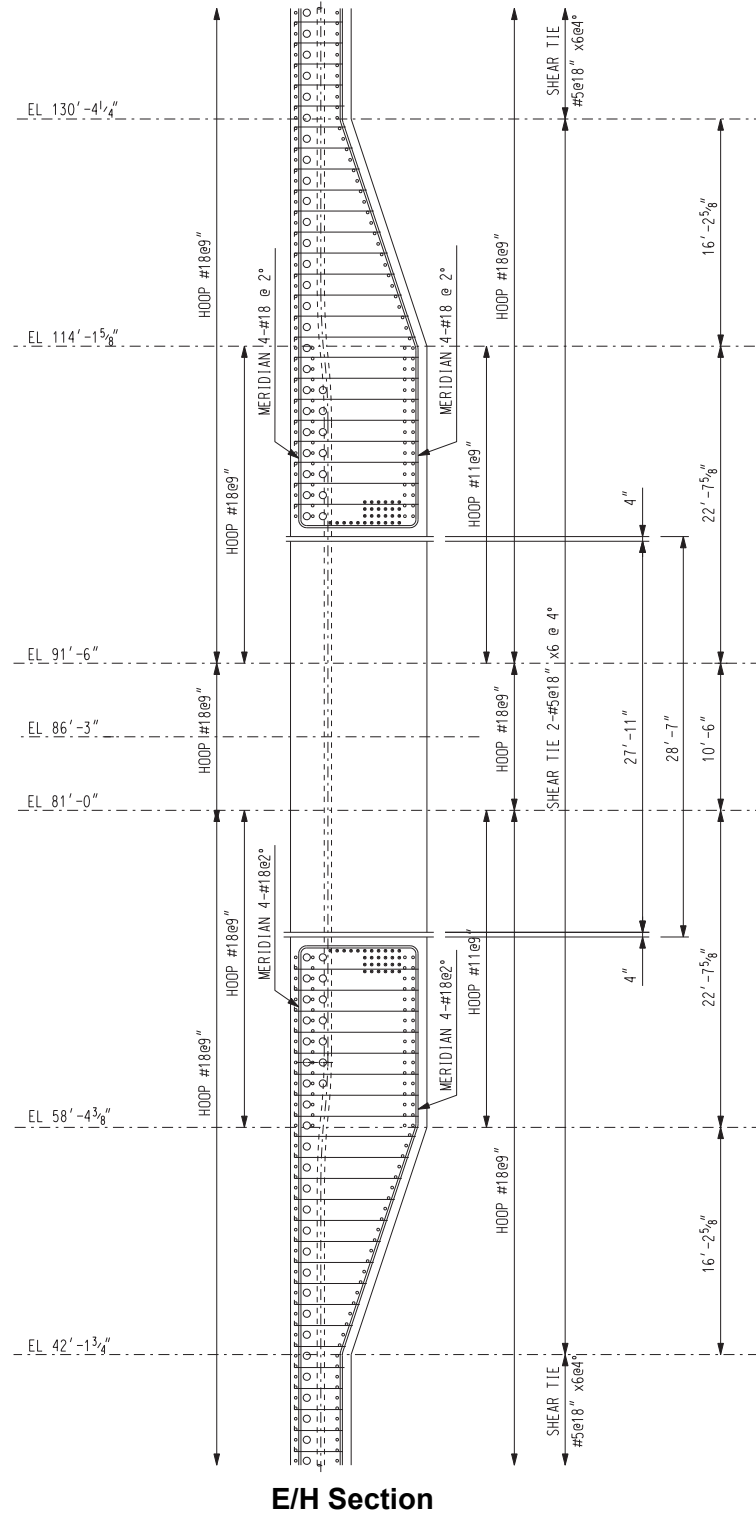 SHEAR TIE
#5@18" x6@4°
EL 130'-4¼"
HOOP #18@9"
HOOP #18@9"
16'-2⅝"
MERIDIAN 4-#18 @ 2°
MERIDIAN 4-#18 @ 2°
EL 114'-1⅝"
HOOP #18@9"
HOOP #11@9"
4"
22'-7⅝"
EL 91'-6"
SHEAR TIE 2-#5@18" x6 @ 4°
HOOP #18@9"
HOOP #18@9"
EL 86'-3"
27'-11"
28'-7"
10'-6"
EL 81'-0"
MERIDIAN 4-#18@2°
HOOP #18@9"
HOOP #11@9"
4"
22'-7⅝"
MERIDIAN 4-#18@2°
HOOP #18@9"
EL 58'-4⅜"
HOOP #18@9"
16'-2⅝"
EL 42'-1¾"
SHEAR TIE
#5@18" x6@4°
E/H Section